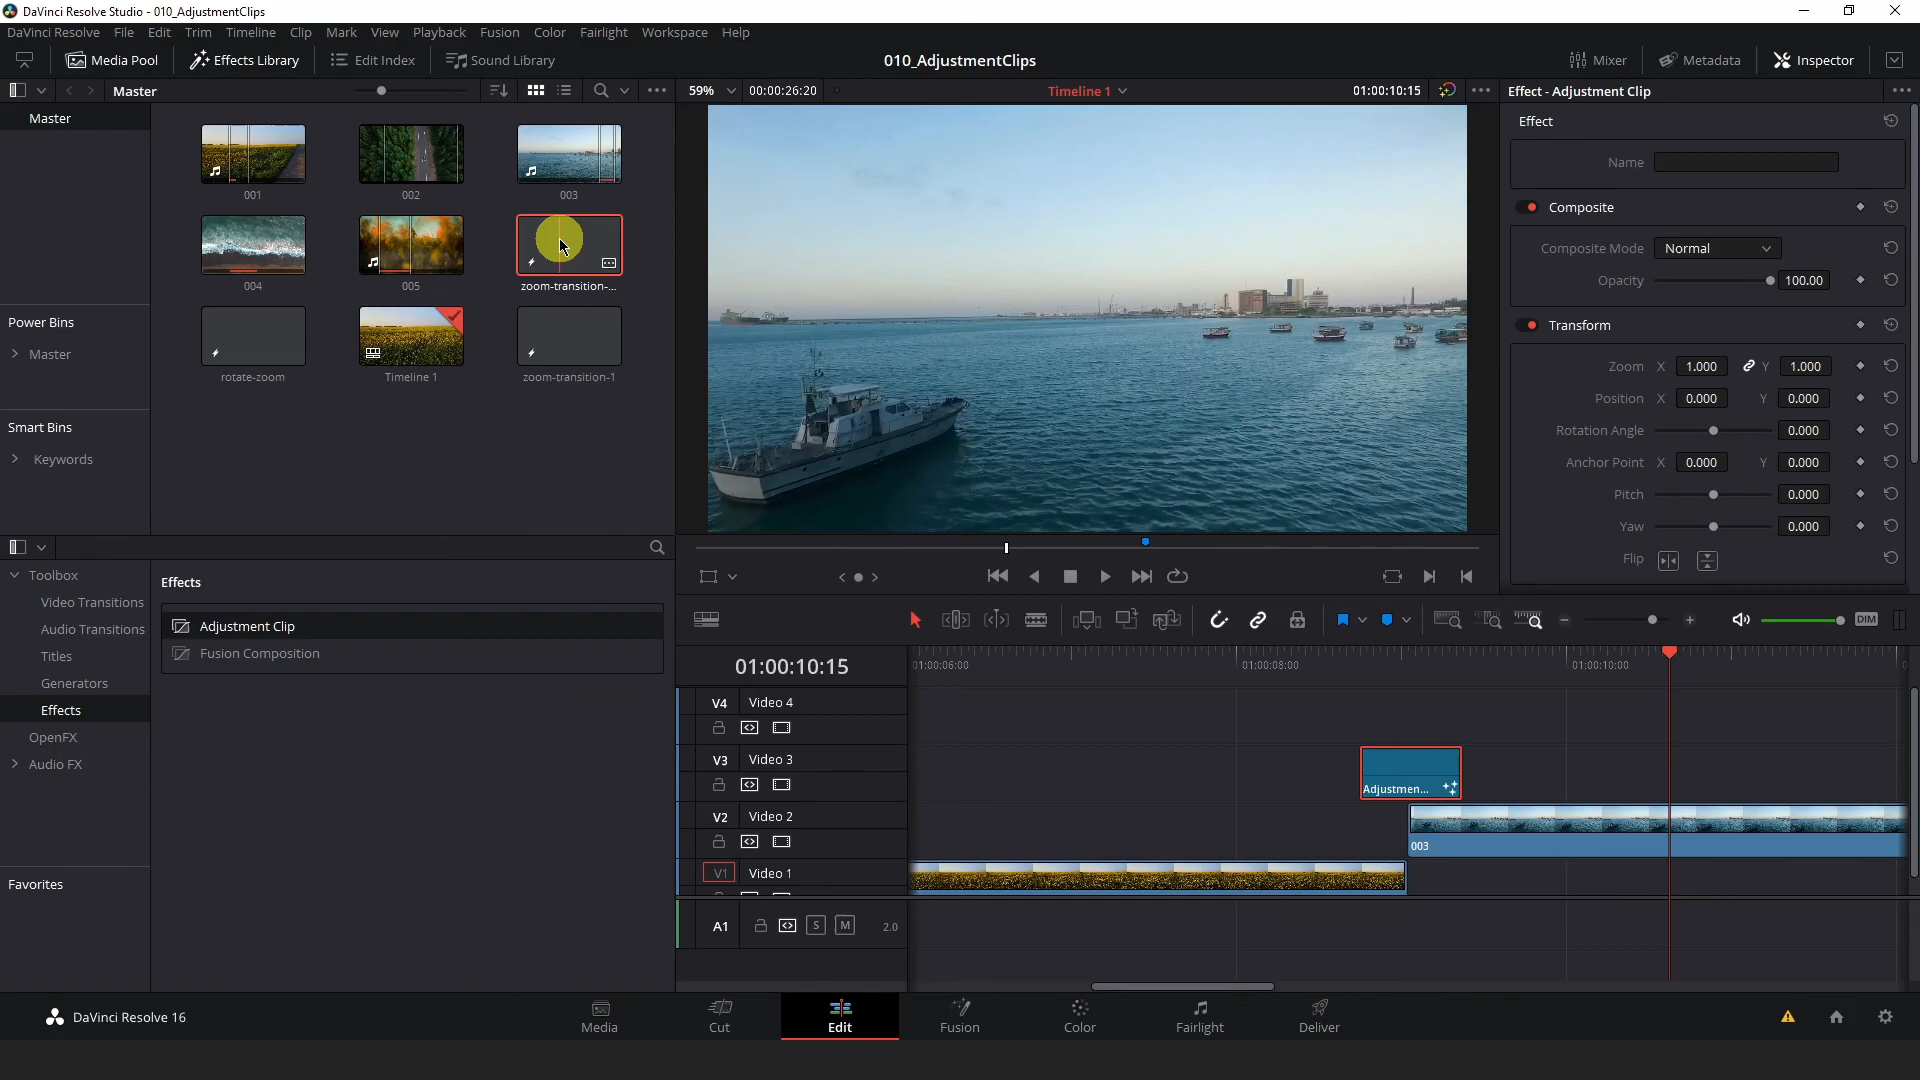 DaVinci Resolve Studio - 010_AdjustmentClips
DaVinci Resolve File Edit Trim Timeline Clip Mark View Playback Fusion Color Fairlight Workspace Help
Media Pool Effects Library Edit Index Sound Library 010_AdjustmentClips Mixer Metadata Inspector
Master 59% 00:00:26:20 Timeline 1 01:00:10:15 Effect - Adjustment Clip
Master
001 002 003
004 005 zoom-transition-...
rotate-zoom Timeline 1 zoom-transition-1
Power Bins
Master
Smart Bins
Keywords
Effect
Name
Composite
Composite Mode Normal
Opacity 100.00
Transform
Zoom X 1.000 Y 1.000
Position X 0.000 Y 0.000
Rotation Angle 0.000
Anchor Point X 0.000 Y 0.000
Pitch 0.000
Yaw 0.000
Flip
Toolbox
Video Transitions
Audio Transitions
Titles
Generators
Effects
OpenFX
Audio FX
Favorites
Effects
Adjustment Clip
Fusion Composition
DIM
01:00:10:15
01:00:06:00 01:00:08:00 01:00:10:00
V4 Video 4
V3 Video 3
Adjustmen...
V2 Video 2
003
V1 Video 1
A1 S M 2.0
DaVinci Resolve 16
Media Cut Edit Fusion Color Fairlight Deliver